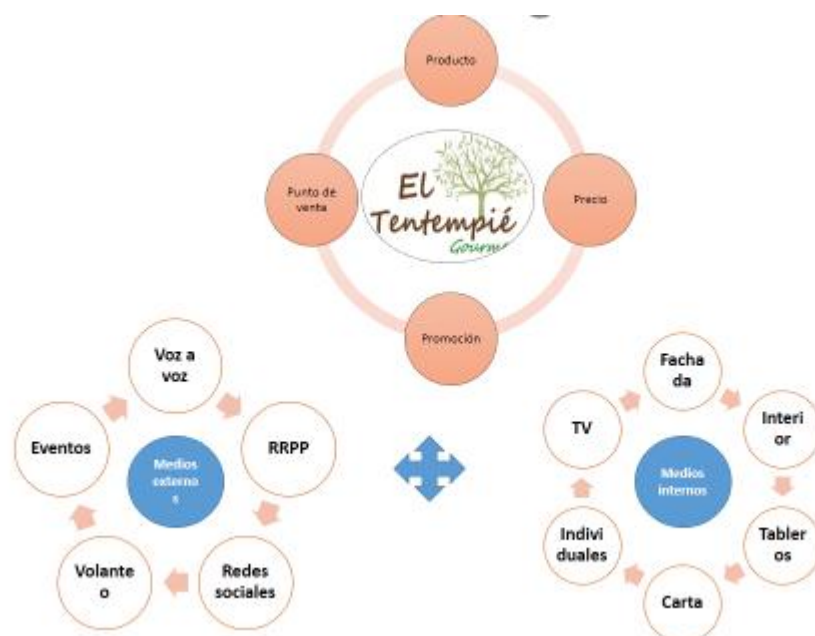 Producto
Punto de
venta
El
Tentempié
Gourm
Precio
Promoción
Voz a
voz
RRPP
Redes
sociales
Volante
o
Eventos
Medios
externo
s
Facha
da
Interi
or
Tabler
os
Carta
Indivi
duales
TV
Medios
internos